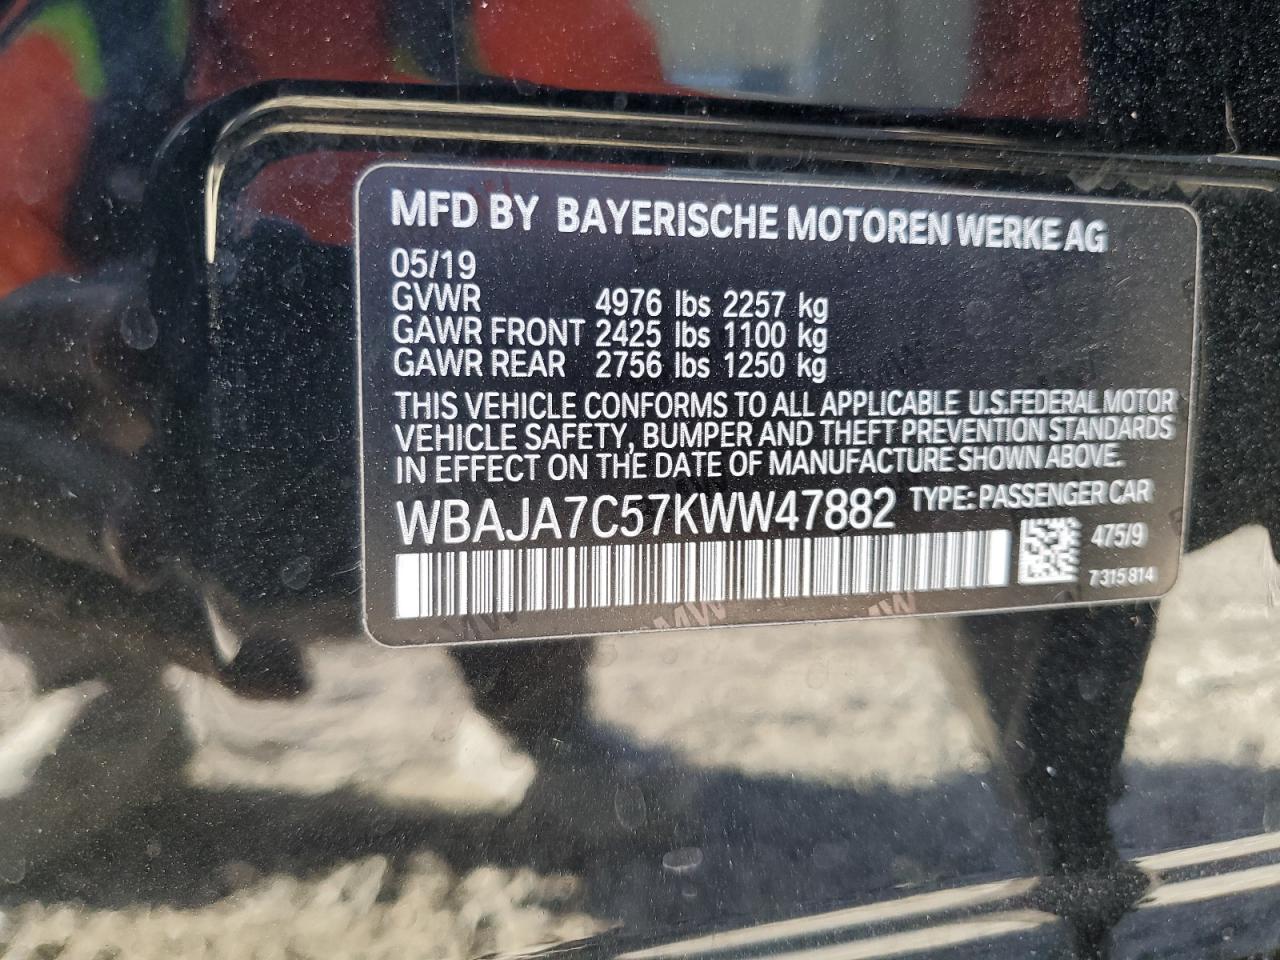 MFD BY BAYERISCHE MOTOREN WERKE AG
05/19
GVWR 4976 lbs 2257 kg
GAWR FRONT 2425 lbs 1100 kg
GAWR REAR 2756 lbs 1250 kg
THIS VEHICLE CONFORMS TO ALL APPLICABLE U.S.FEDERAL MOTOR
VEHICLE SAFETY, BUMPER AND THEFT PREVENTION STANDARDS
IN EFFECT ON THE DATE OF MANUFACTURE SHOWN ABOVE.
WBAJA7C57KWW47882 TYPE: PASSENGER CAR
475/9
7315814